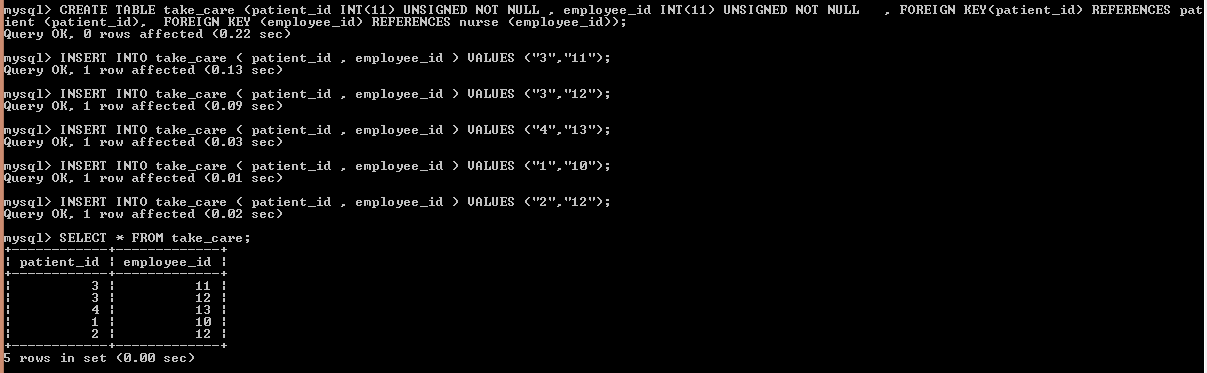 mysql> CREATE TABLE take_care (patient_id INT(11) UNSIGNED NOT NULL , employee_id INT(11) UNSIGNED NOT NULL   , FOREIGN KEY(patient_id) REFERENCES pat
ient (patient_id),  FOREIGN KEY (employee_id) REFERENCES nurse (employee_id));
Query OK, 0 rows affected (0.22 sec)
mysql> INSERT INTO take_care ( patient_id , employee_id ) VALUES ("3","11");
Query OK, 1 row affected (0.13 sec)
mysql> INSERT INTO take_care ( patient_id , employee_id ) VALUES ("3","12");
Query OK, 1 row affected (0.09 sec)
mysql> INSERT INTO take_care ( patient_id , employee_id ) VALUES ("4","13");
Query OK, 1 row affected (0.03 sec)
mysql> INSERT INTO take_care ( patient_id , employee_id ) VALUES ("1","10");
Query OK, 1 row affected (0.01 sec)
mysql> INSERT INTO take_care ( patient_id , employee_id ) VALUES ("2","12");
Query OK, 1 row affected (0.02 sec)
mysql> SELECT * FROM take_care;
+------------+-------------+
| patient_id | employee_id |
+------------+-------------+
|          3 |          11 |
|          3 |          12 |
|          4 |          13 |
|          1 |          10 |
|          2 |          12 |
+------------+-------------+
5 rows in set (0.00 sec)